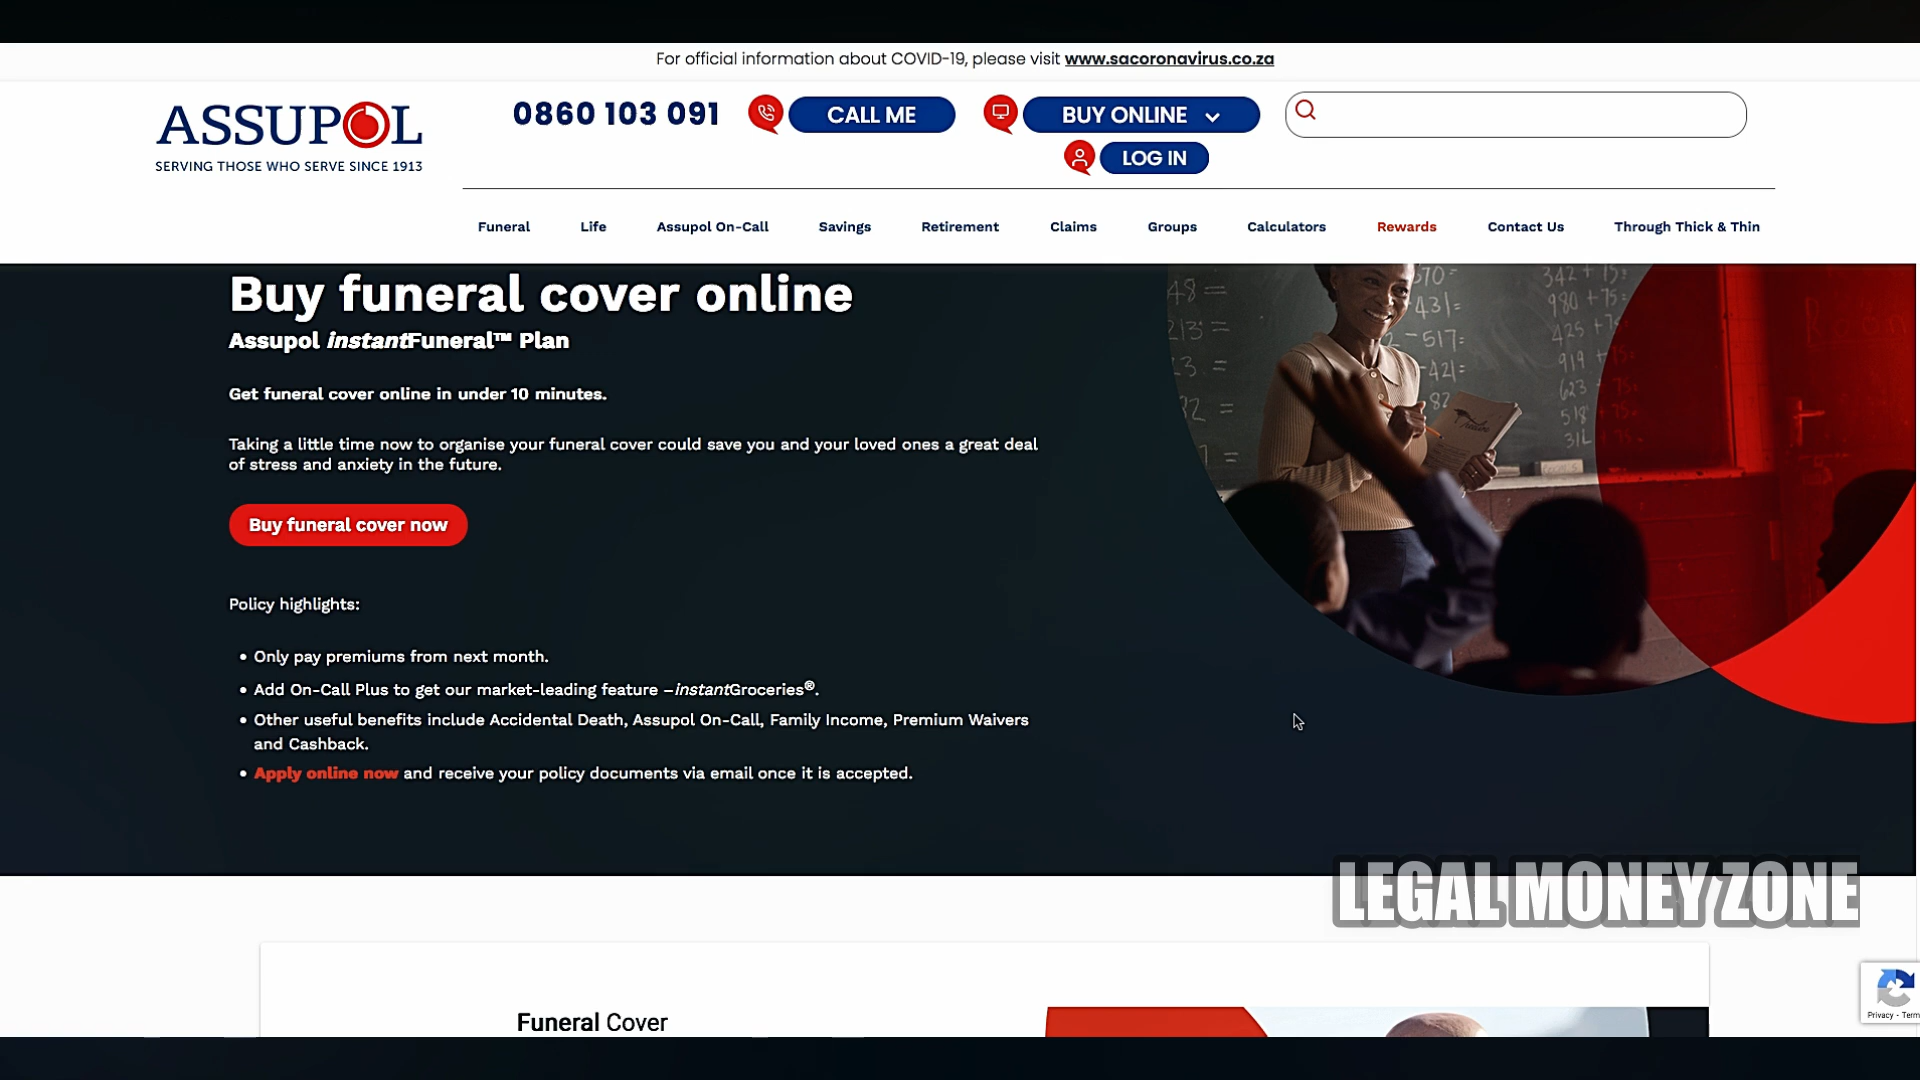 For official information about COVID-19, please visit www.sacoronavirus.co.za
ASSUPOL
SERVING THOSE WHO SERVE SINCE 1913
0860 103 091
CALL ME
BUY ONLINE
LOG IN
Funeral Life Assupol On-Call Savings Retirement Claims Groups Calculators Rewards Contact Us Through Thick & Thin
Buy funeral cover online
Assupol instantFuneral™ Plan
Get funeral cover online in under 10 minutes.
Taking a little time now to organise your funeral cover could save you and your loved ones a great deal
of stress and anxiety in the future.
Buy funeral cover now
Policy highlights:
• Only pay premiums from next month.
• Add On-Call Plus to get our market-leading feature –instantGroceries®.
• Other useful benefits include Accidental Death, Assupol On-Call, Family Income, Premium Waivers
and Cashback.
• Apply online now and receive your policy documents via email once it is accepted.
342 + 15:
980 + 75:
LEGAL MONEY ZONE
Funeral Cover
Privacy - Term